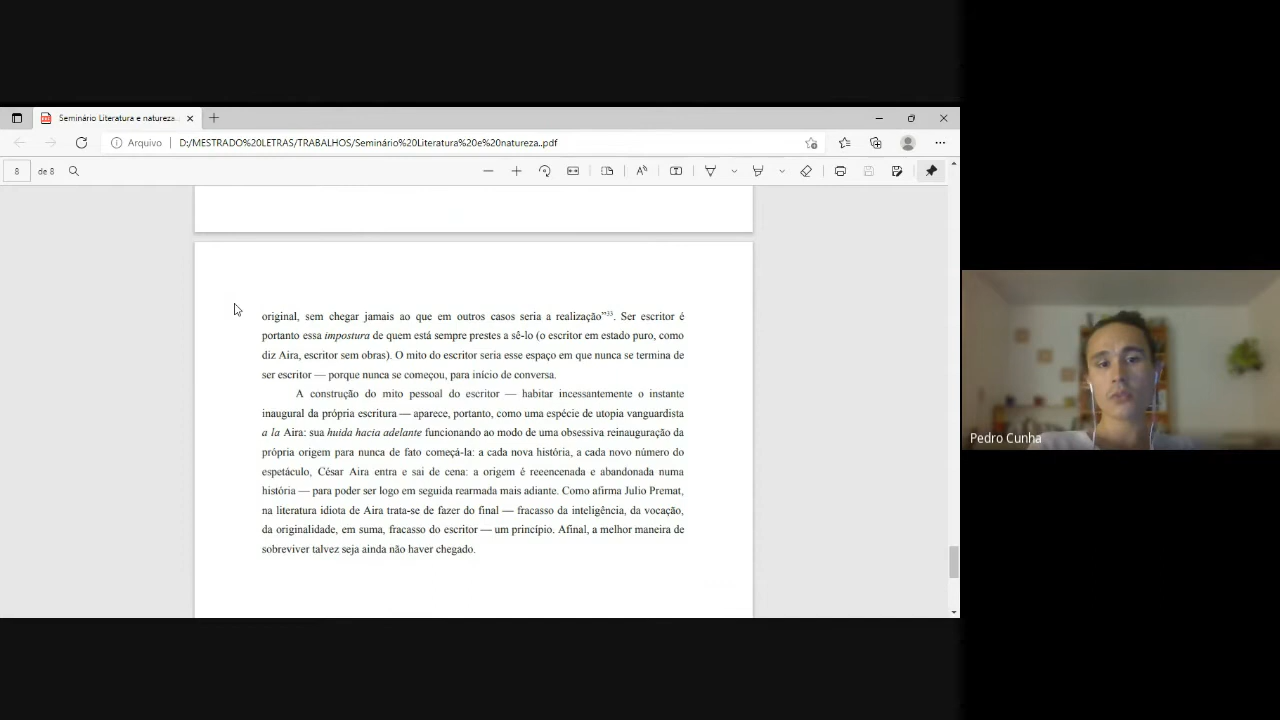 Seminário Literatura e natureza..
Arquivo D:/MESTRADO%20LETRAS/TRABALHOS/Seminário%20Literatura%20e%20natureza..pdf
8 de 8
original, sem chegar jamais ao que em outros casos seria a realização”³³. Ser escritor é
portanto essa impostura de quem está sempre prestes a sê-lo (o escritor em estado puro, como
diz Aira, escritor sem obras). O mito do escritor seria esse espaço em que nunca se termina de
ser escritor — porque nunca se começou, para início de conversa.
A construção do mito pessoal do escritor — habitar incessantemente o instante
inaugural da própria escritura — aparece, portanto, como uma espécie de utopia vanguardista
a la Aira: sua huida hacia adelante funcionando ao modo de uma obsessiva reinauguração da
própria origem para nunca de fato começá-la: a cada nova história, a cada novo número do
espetáculo, César Aira entra e sai de cena: a origem é reecenada e abandonada numa
história — para poder ser logo em seguida rearmada mais adiante. Como afirma Julio Premat,
na literatura idiota de Aira trata-se de fazer do final — fracasso da inteligência, da vocação,
da originalidade, em suma, fracasso do escritor — um princípio. Afinal, a melhor maneira de
sobreviver talvez seja ainda não haver chegado.
Pedro Cunha